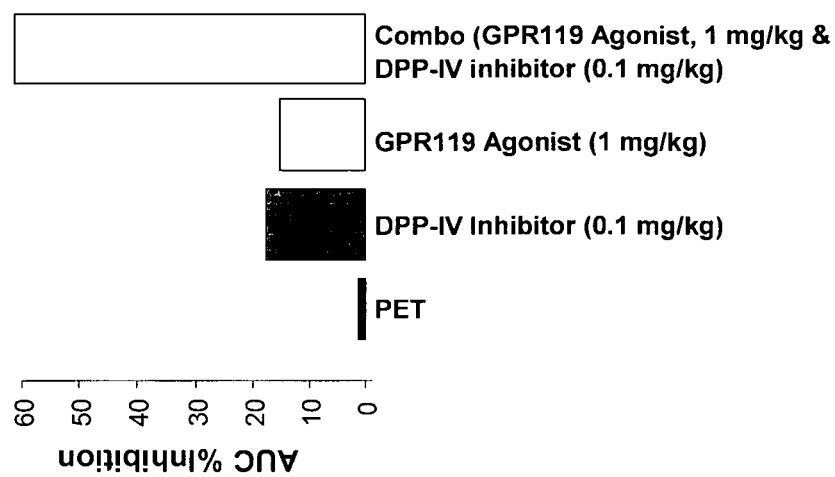 Combo (GPR119 Agonist, 1 mg/kg &
DPP-IV inhibitor (0.1 mg/kg)
GPR119 Agonist (1 mg/kg)
DPP-IV Inhibitor (0.1 mg/kg)
PET
60 50 40 30 20 10 0
AUC %Inhibition